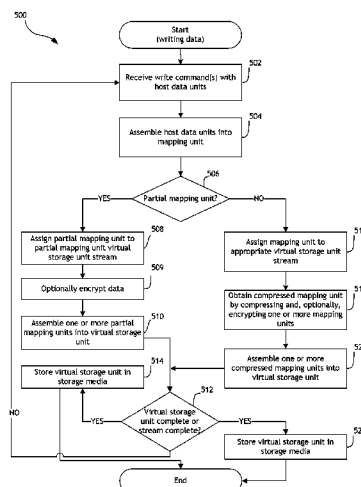 500
Start
(writing data)
502
Receive write command(s) with
host data units
504
Assemble host data units into
mapping unit
506
Partial mapping unit?
YES
NO
508
Assign partial mapping unit to
partial mapping unit virtual
storage unit stream
51
Assign mapping unit to
appropriate virtual storage unit
stream
509
Optionally encrypt data
51
Obtain compressed mapping unit
by compressing and, optionally,
encrypting one or more mapping
units
510
Assemble one or more partial
mapping units into virtual storage
unit
52
Assemble one or more
compressed mapping units into
virtual storage unit
514
Store virtual storage unit in
storage media
512
Virtual storage
unit complete or
stream complete?
YES
YES
NO
52
Store virtual storage unit in
storage media
End